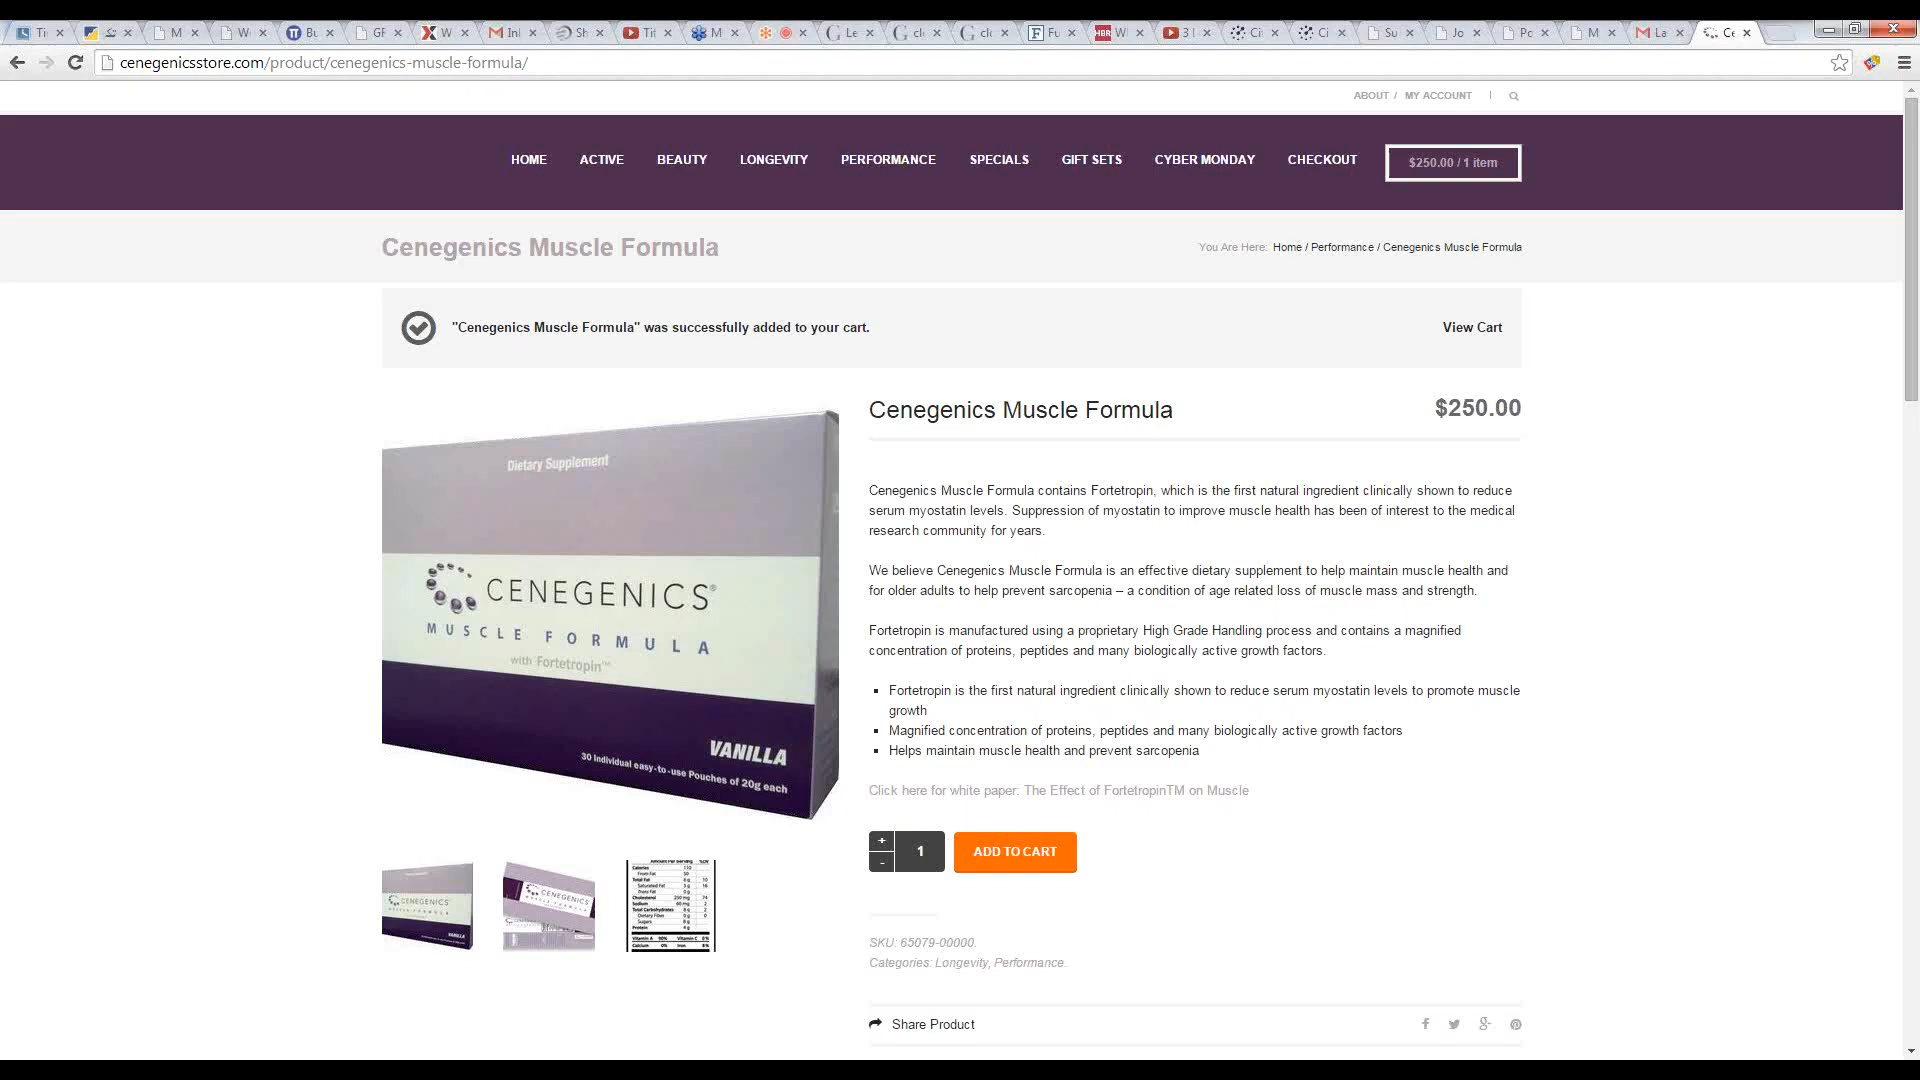 cenegenicsstore.com/product/cenegenics-muscle-formula/
ABOUT / MY ACCOUNT |
HOME ACTIVE BEAUTY LONGEVITY PERFORMANCE SPECIALS GIFT SETS CYBER MONDAY CHECKOUT $250.00 / 1 item
Cenegenics Muscle Formula
You Are Here: Home / Performance / Cenegenics Muscle Formula
"Cenegenics Muscle Formula" was successfully added to your cart.
View Cart
Dietary Supplement
CENEGENICS®
MUSCLE FORMULA
with Fortetropin™
VANILLA
30 Individual easy-to-use Pouches of 20g each
Cenegenics Muscle Formula
$250.00
Cenegenics Muscle Formula contains Fortetropin, which is the first natural ingredient clinically shown to reduce
serum myostatin levels. Suppression of myostatin to improve muscle health has been of interest to the medical
research community for years.
We believe Cenegenics Muscle Formula is an effective dietary supplement to help maintain muscle health and
for older adults to help prevent sarcopenia – a condition of age related loss of muscle mass and strength.
Fortetropin is manufactured using a proprietary High Grade Handling process and contains a magnified
concentration of proteins, peptides and many biologically active growth factors.
Fortetropin is the first natural ingredient clinically shown to reduce serum myostatin levels to promote muscle
growth
Magnified concentration of proteins, peptides and many biologically active growth factors
Helps maintain muscle health and prevent sarcopenia
Click here for white paper: The Effect of FortetropinTM on Muscle
+
-
1
ADD TO CART
SKU: 65079-00000.
Categories: Longevity, Performance.
Share Product